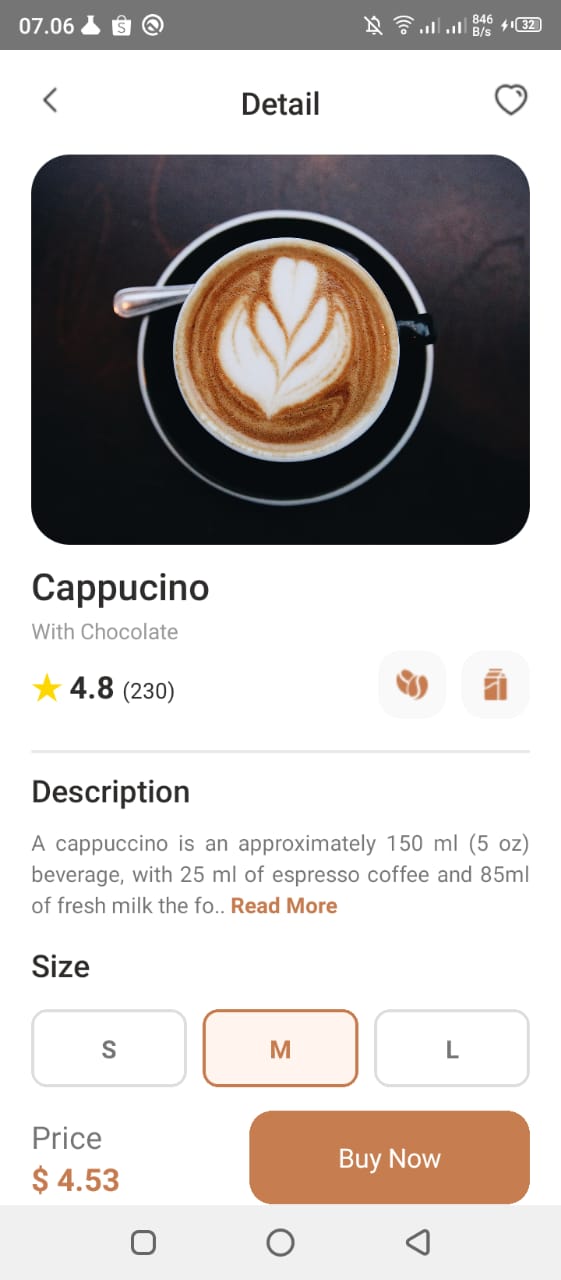 07.06
846
B/s
32
Detail
Cappucino
With Chocolate
4.8 (230)
Description
A cappuccino is an approximately 150 ml (5 oz)
beverage, with 25 ml of espresso coffee and 85ml
of fresh milk the fo.. Read More
Size
S M L
Price
$ 4.53
Buy Now